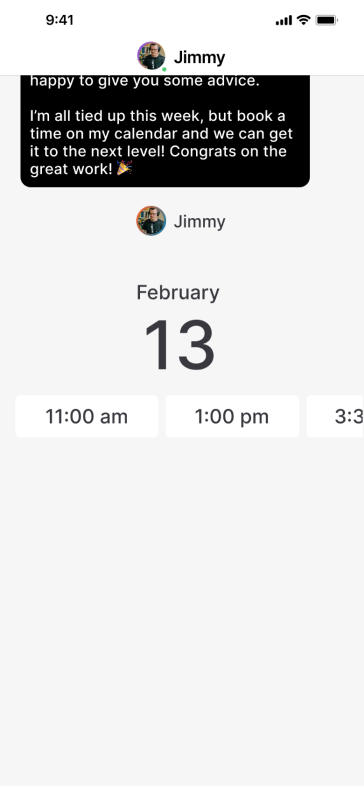 9:41
Jimmy
happy to give you some advice.
I'm all tied up this week, but book a
time on my calendar and we can get
it to the next level! Congrats on the
great work! 🎉
Jimmy
February
13
11:00 am 1:00 pm 3:3